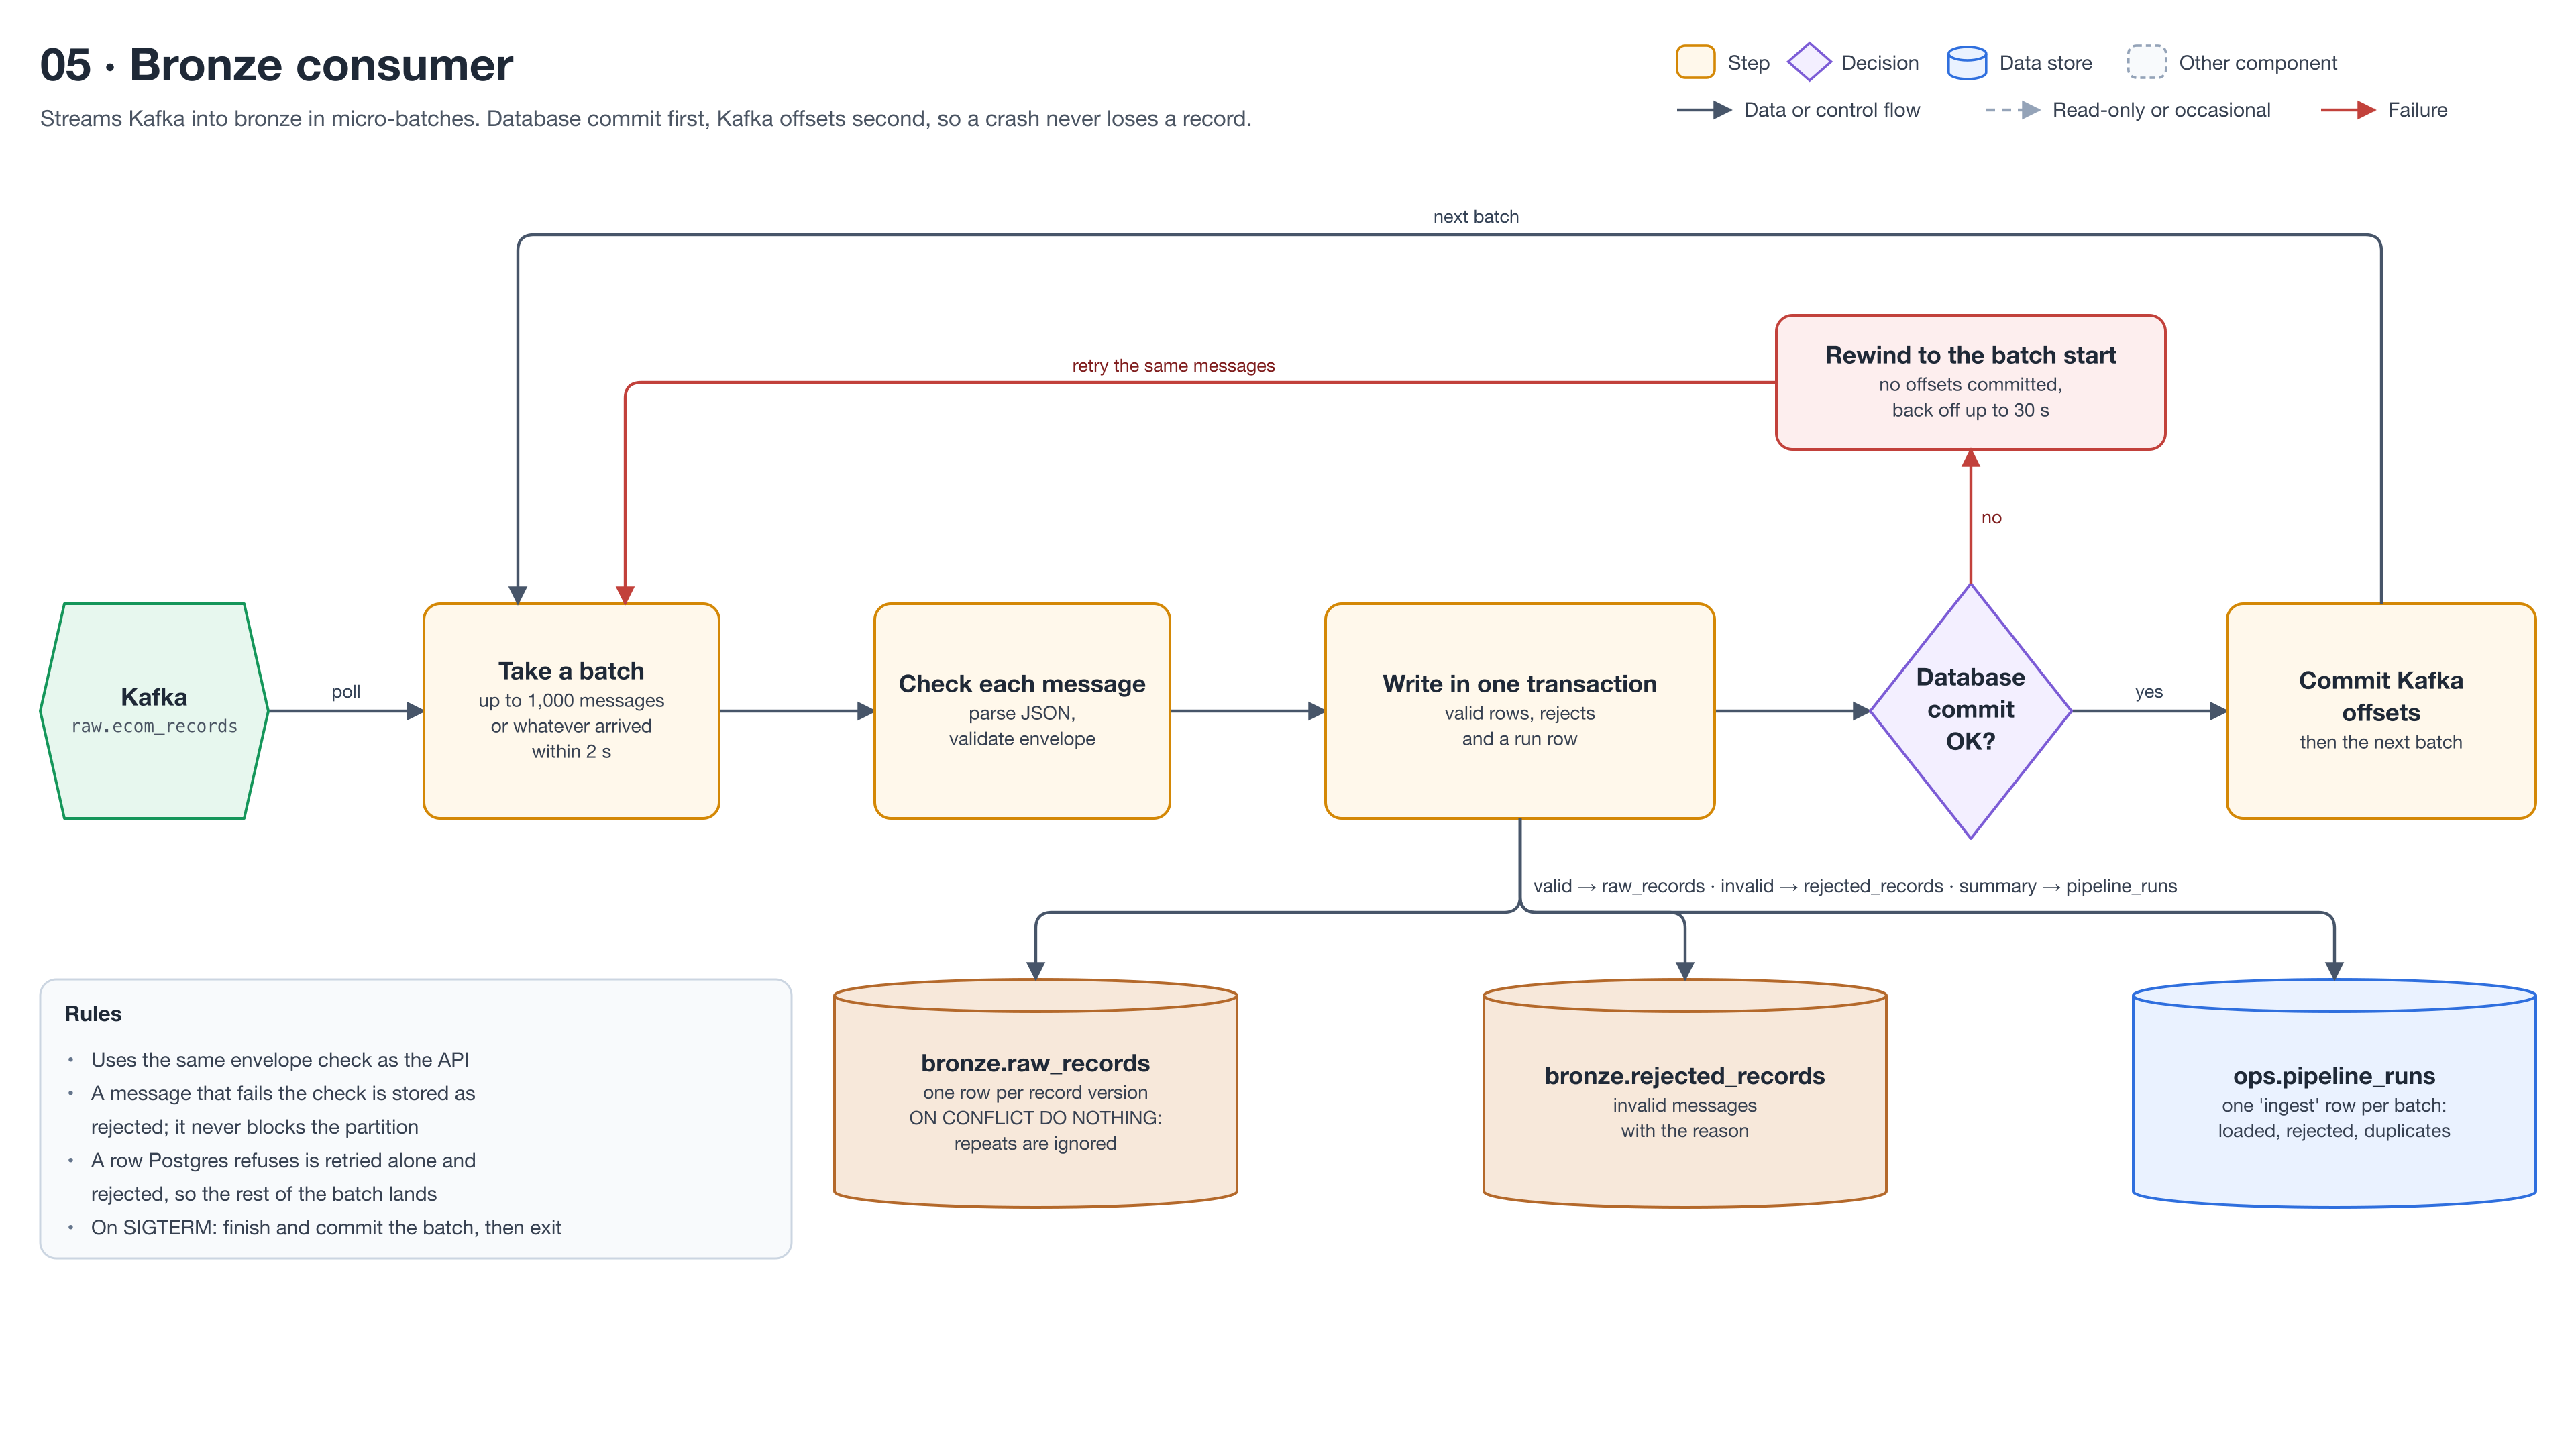 05 · Bronze consumer
Streams Kafka into bronze in micro-batches. Database commit first, Kafka offsets second, so a crash never loses a record.
Step
Decision
Data store
Other component
Data or control flow
Read-only or occasional
Failure
next batch
retry the same messages
Rewind to the batch start
no offsets committed,
back off up to 30 s
no
Kafka
raw.ecom_records
poll
Take a batch
up to 1,000 messages
or whatever arrived
within 2 s
Check each message
parse JSON,
validate envelope
Write in one transaction
valid rows, rejects
and a run row
Database
commit
OK?
yes
Commit Kafka
offsets
then the next batch
valid → raw_records · invalid → rejected_records · summary → pipeline_runs
Rules
• Uses the same envelope check as the API
• A message that fails the check is stored as
rejected; it never blocks the partition
• A row Postgres refuses is retried alone and
rejected, so the rest of the batch lands
• On SIGTERM: finish and commit the batch, then exit
bronze.raw_records
one row per record version
ON CONFLICT DO NOTHING:
repeats are ignored
bronze.rejected_records
invalid messages
with the reason
ops.pipeline_runs
one 'ingest' row per batch:
loaded, rejected, duplicates